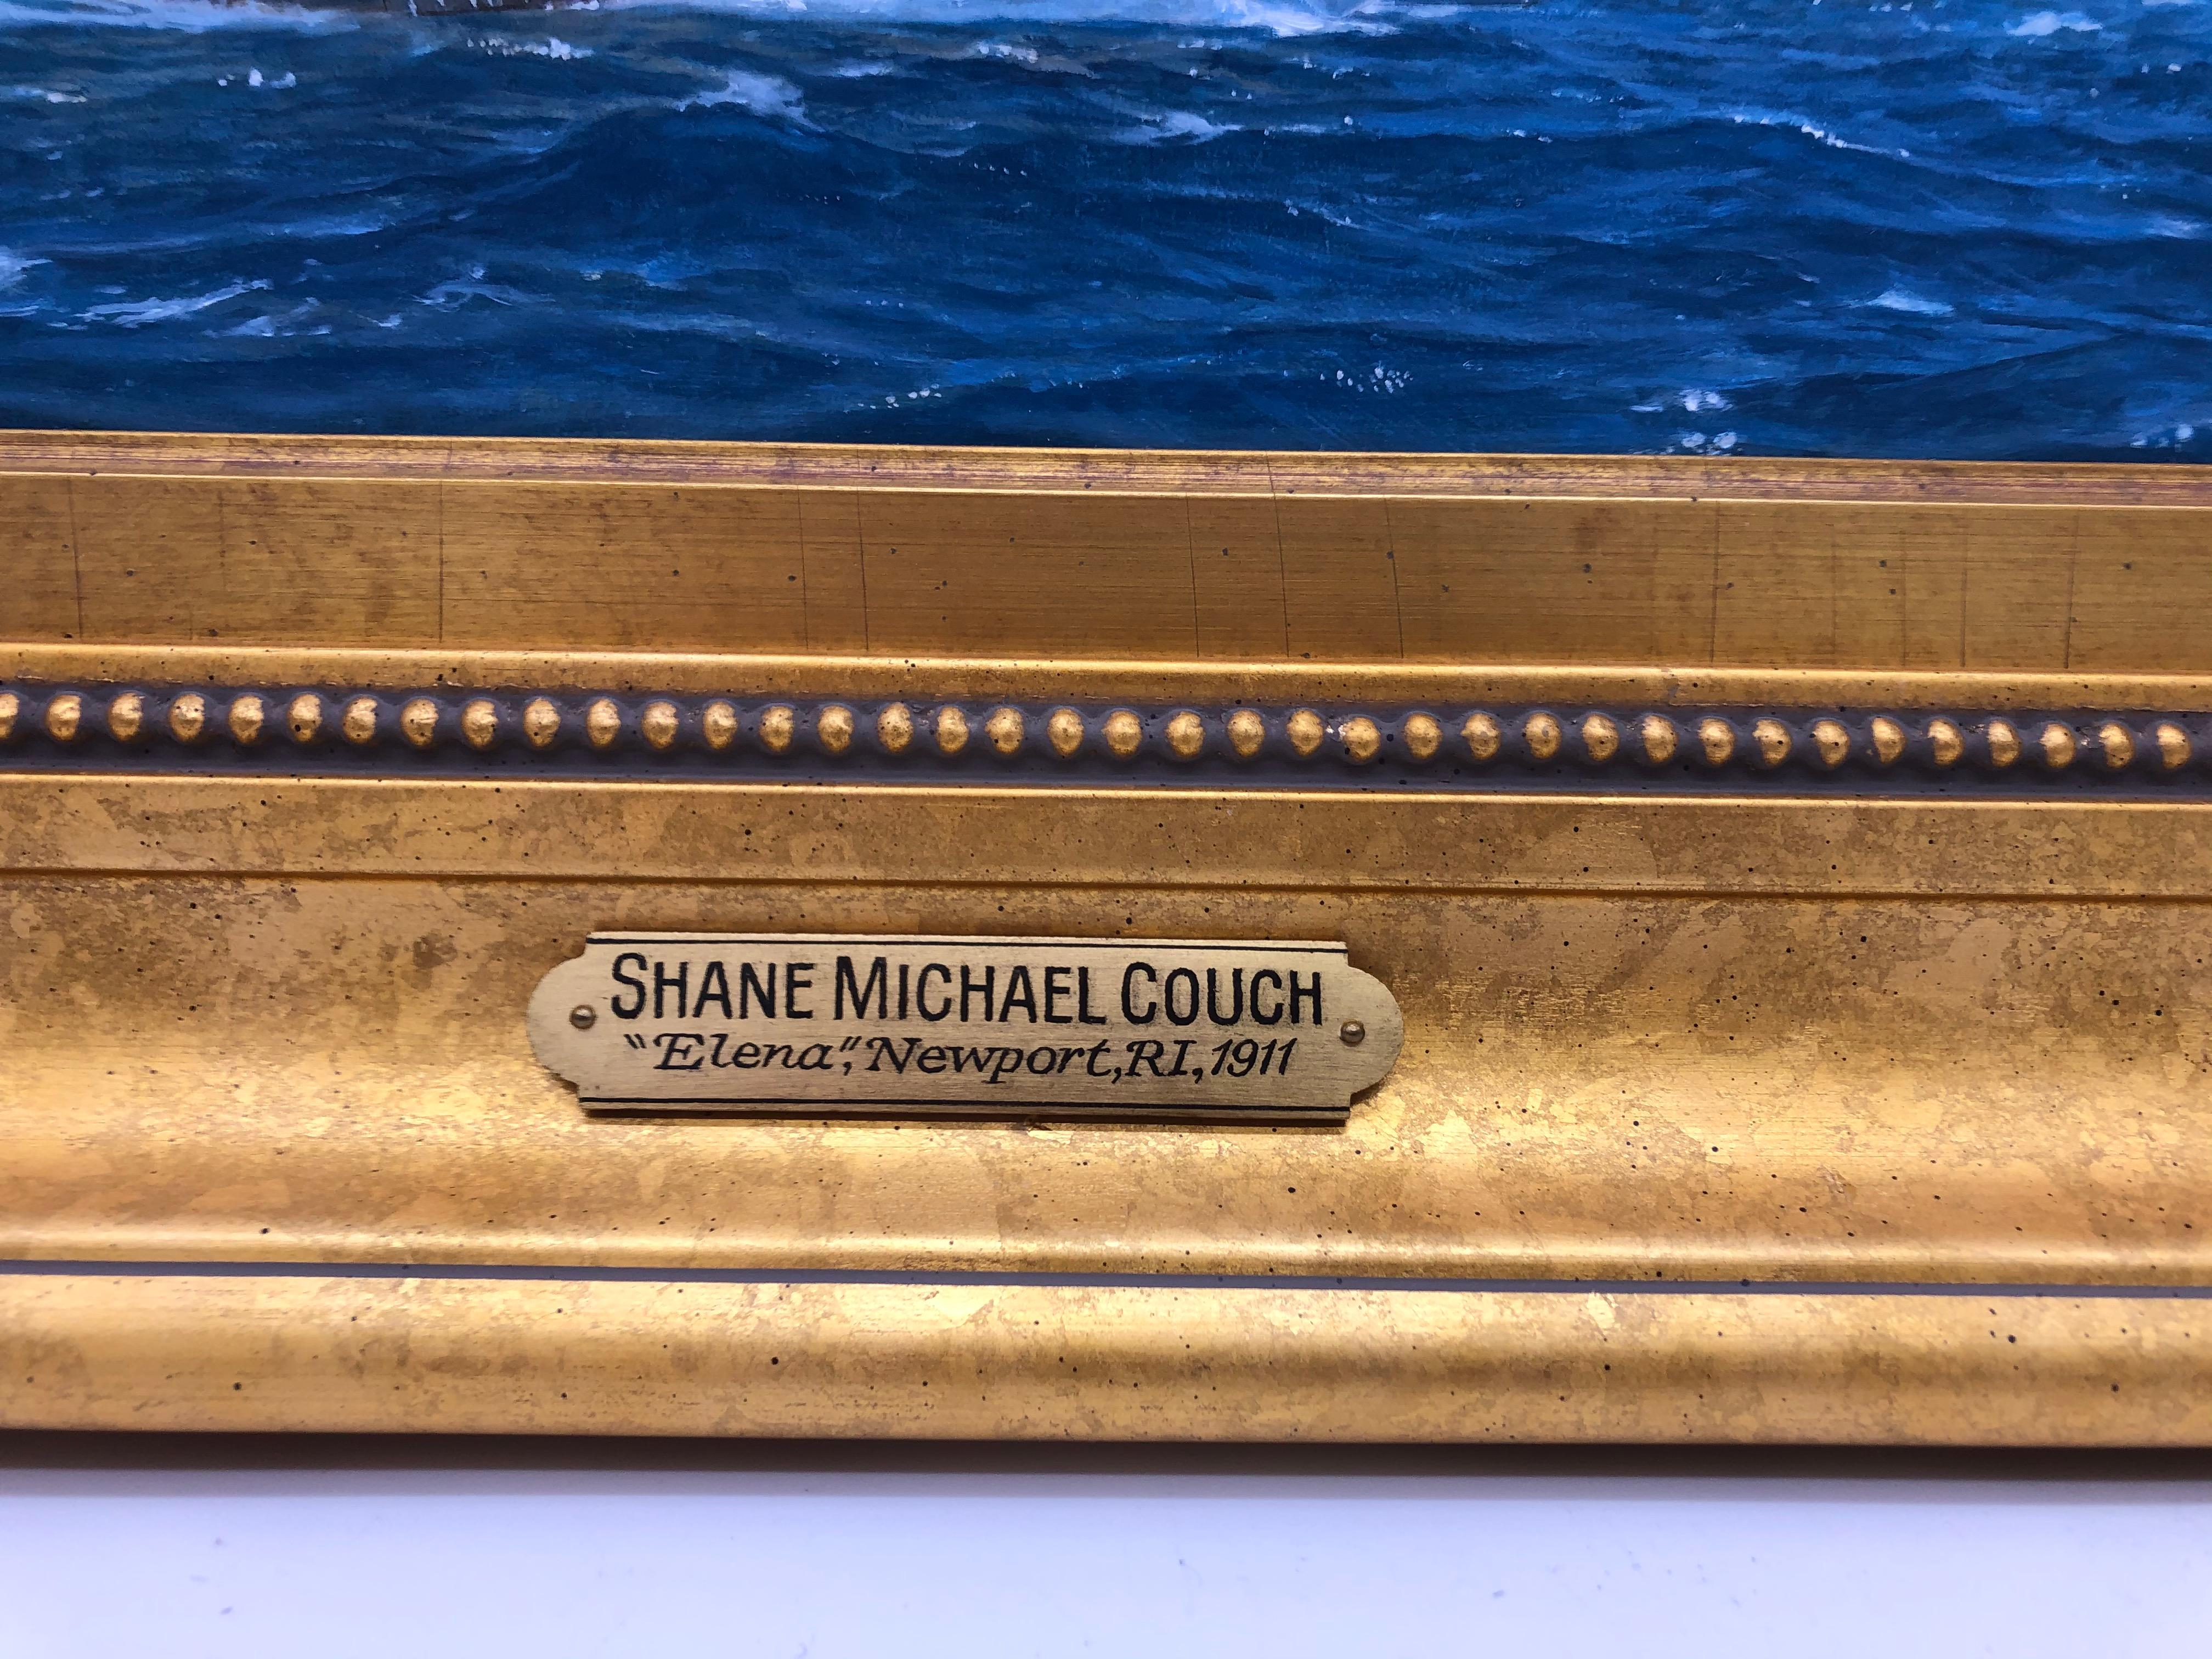 SHANE MICHAEL COUCH
"Elena", Newport, RI, 1911